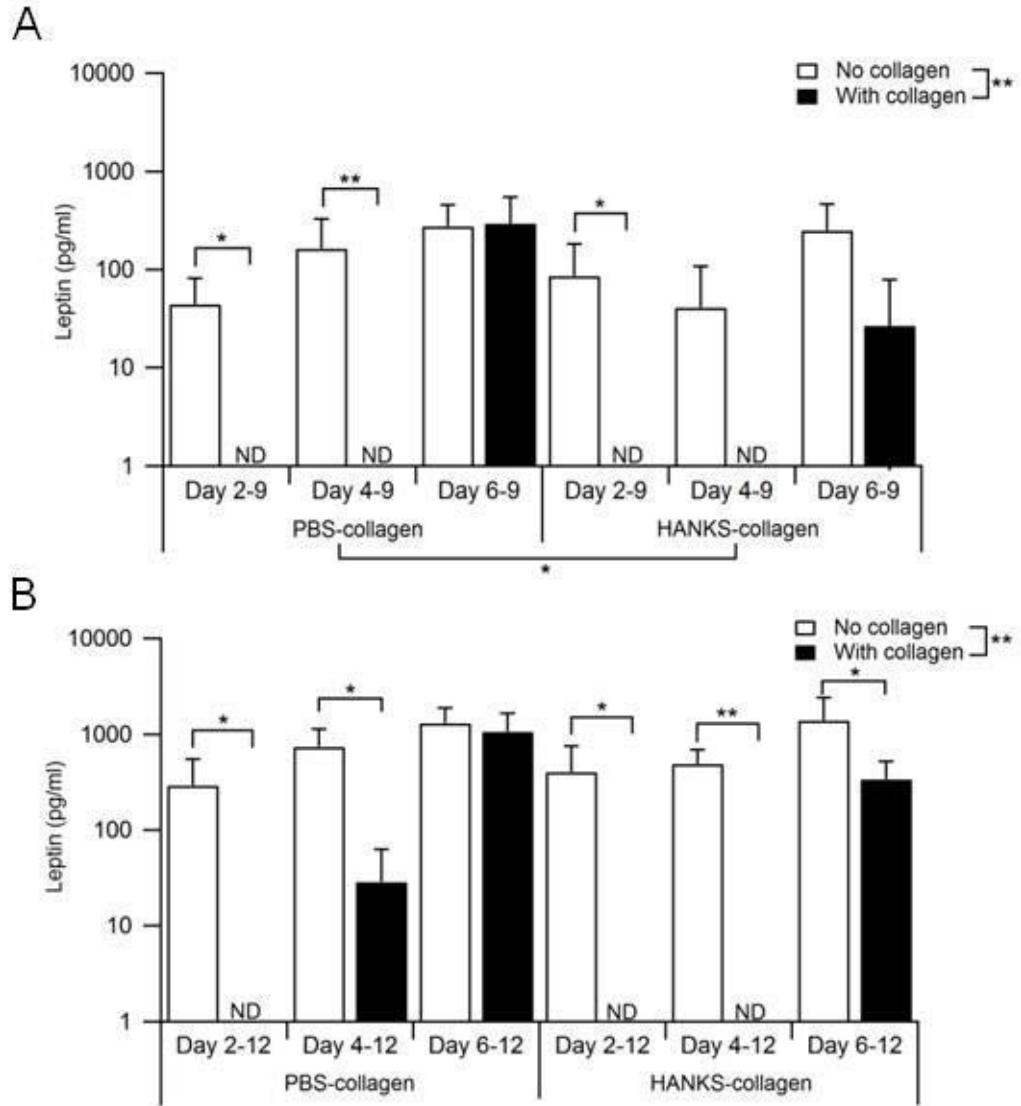 A
10000
1000
100
10
1
Leptin (pg/ml)
No collagen
With collagen
**
*
**
*
ND
ND
ND
ND
Day 2-9 Day 4-9 Day 6-9 Day 2-9 Day 4-9 Day 6-9
PBS-collagen HANKS-collagen
*
B
10000
1000
100
10
1
Leptin (pg/ml)
No collagen
With collagen
**
*
*
*
**
*
ND
ND
ND
Day 2-12 Day 4-12 Day 6-12 Day 2-12 Day 4-12 Day 6-12
PBS-collagen HANKS-collagen